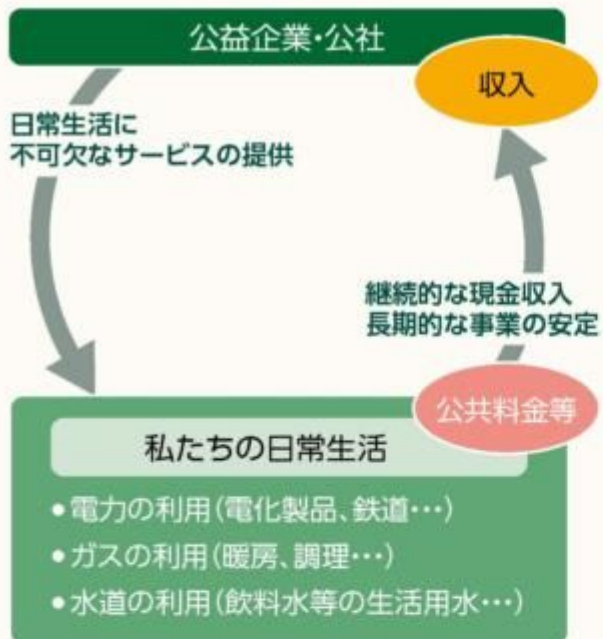 公益企業・公社
収入
日常生活に
不可欠なサービスの提供
継続的な現金収入
長期的な事業の安定
公共料金等
私たちの日常生活
●電力の利用(電化製品、鉄道・・・)
●ガスの利用(暖房、調理・・・)
●水道の利用(飲料水等の生活用水・・・)